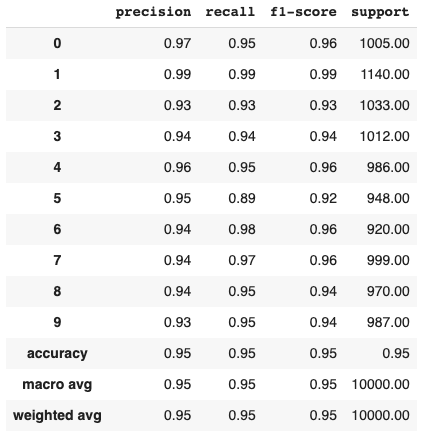 precision recall f1-score support
0 0.97 0.95 0.96 1005.00
1 0.99 0.99 0.99 1140.00
2 0.93 0.93 0.93 1033.00
3 0.94 0.94 0.94 1012.00
4 0.96 0.95 0.96 986.00
5 0.95 0.89 0.92 948.00
6 0.94 0.98 0.96 920.00
7 0.94 0.97 0.96 999.00
8 0.94 0.95 0.94 970.00
9 0.93 0.95 0.94 987.00
accuracy 0.95 0.95 0.95 0.95
macro avg 0.95 0.95 0.95 10000.00
weighted avg 0.95 0.95 0.95 10000.00